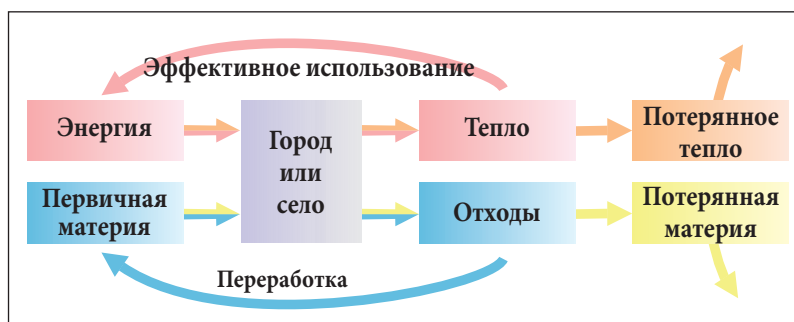 Эффективное использование
Энергия
Город
или
село
Тепло
Потерянное
тепло
Первичная
материя
Отходы
Потерянная
материя
Переработка